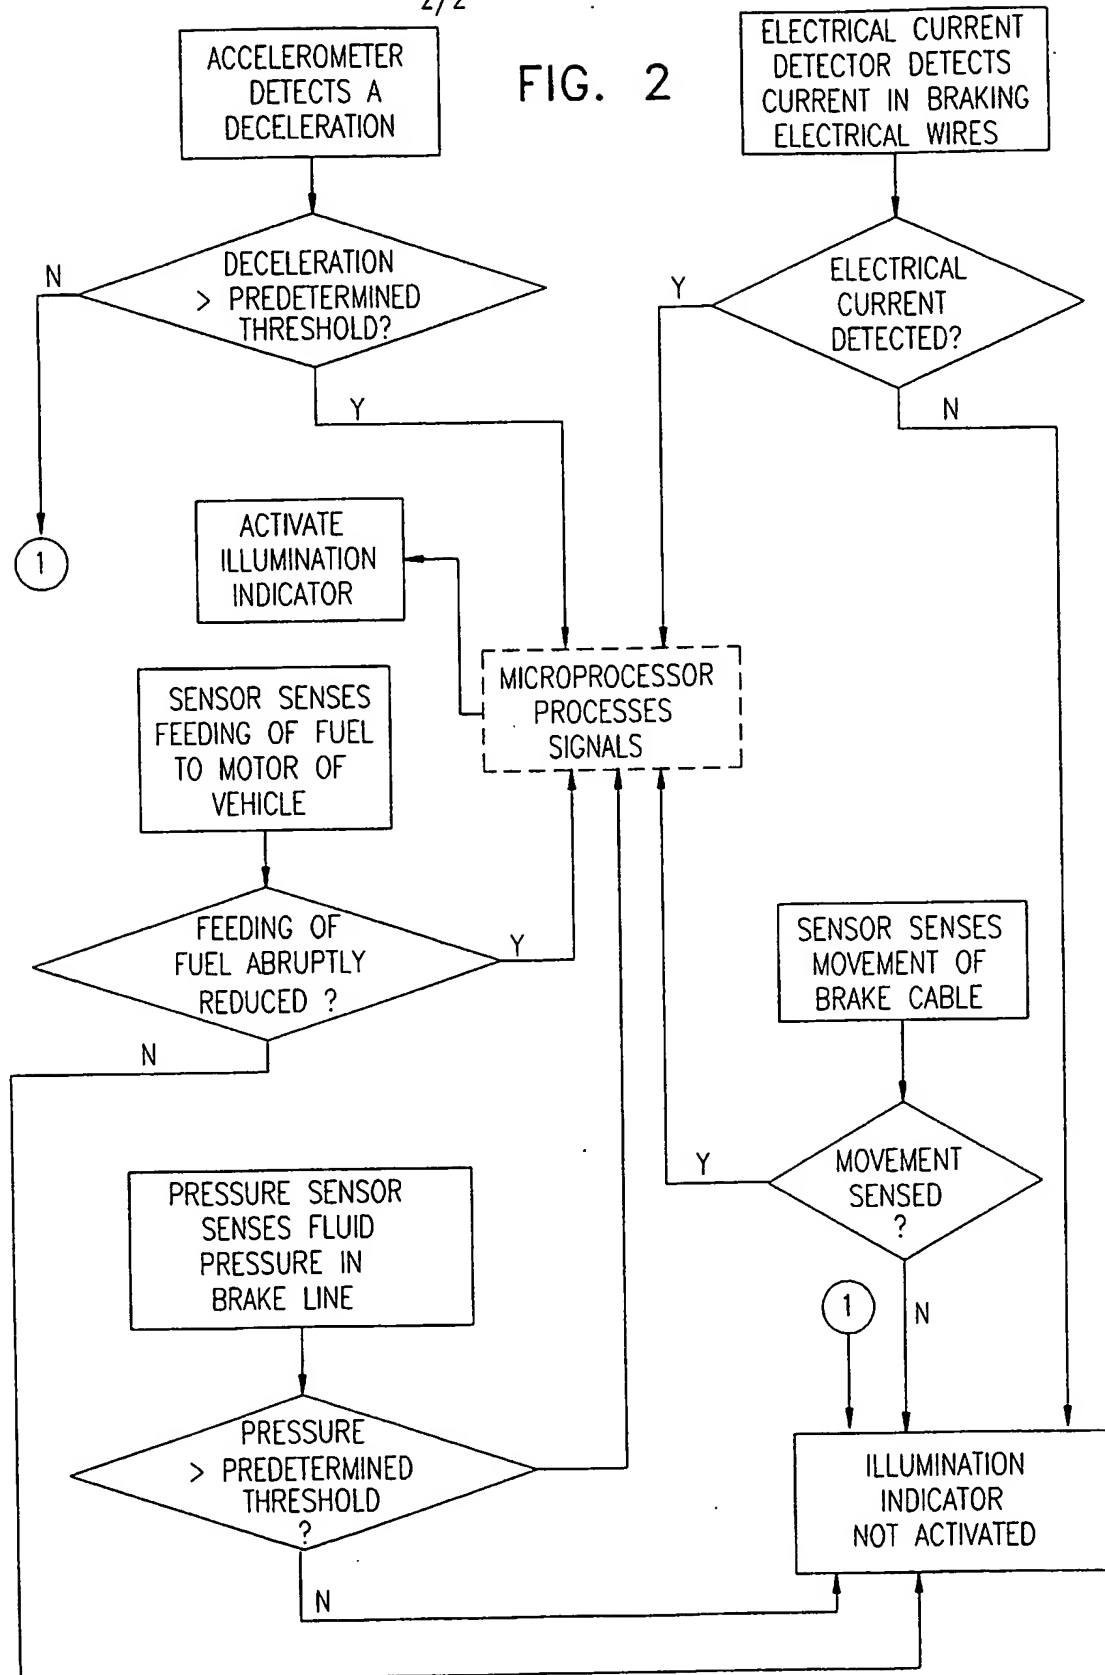 2/2
FIG. 2
ACCELEROMETER
DETECTS A
DECELERATION
ELECTRICAL CURRENT
DETECTOR DETECTS
CURRENT IN BRAKING
ELECTRICAL WIRES
N
DECELERATION
> PREDETERMINED
THRESHOLD?
Y
Y
ELECTRICAL
CURRENT
DETECTED?
N
1
ACTIVATE
ILLUMINATION
INDICATOR
MICROPROCESSOR
PROCESSES
SIGNALS
SENSOR SENSES
FEEDING OF FUEL
TO MOTOR OF
VEHICLE
FEEDING OF
FUEL ABRUPTLY
REDUCED ?
Y
N
SENSOR SENSES
MOVEMENT OF
BRAKE CABLE
Y
MOVEMENT
SENSED
?
N
1
PRESSURE SENSOR
SENSES FLUID
PRESSURE IN
BRAKE LINE
PRESSURE
> PREDETERMINED
THRESHOLD
?
N
ILLUMINATION
INDICATOR
NOT ACTIVATED